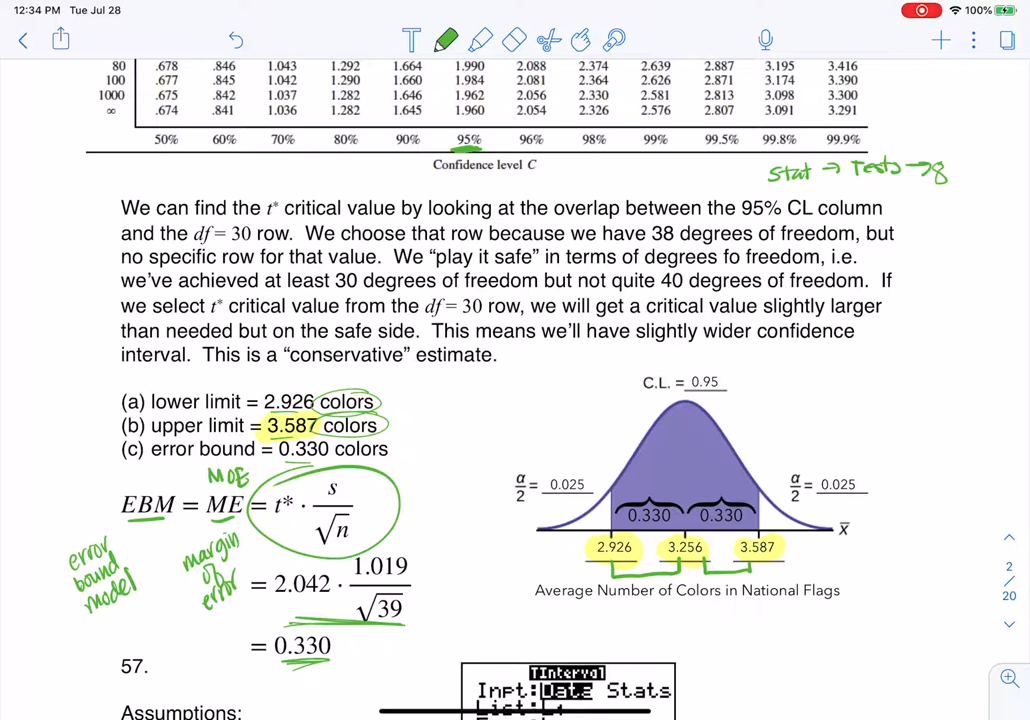 12:34 PM Tue Jul 28
100%
80 .678 .846 1.043 1.292 1.664 1.990 2.088 2.374 2.639 2.887 3.195 3.416
100 .677 .845 1.042 1.290 1.660 1.984 2.081 2.364 2.626 2.871 3.174 3.390
1000 .675 .842 1.037 1.282 1.646 1.962 2.056 2.330 2.581 2.813 3.098 3.300
∞ .674 .841 1.036 1.282 1.645 1.960 2.054 2.326 2.576 2.807 3.091 3.291
50% 60% 70% 80% 90% 95% 96% 98% 99% 99.5% 99.8% 99.9%
Confidence level C
Stat → Tests → 8
We can find the t* critical value by looking at the overlap between the 95% CL column
and the df = 30 row. We choose that row because we have 38 degrees of freedom, but
no specific row for that value. We “play it safe” in terms of degrees fo freedom, i.e.
we’ve achieved at least 30 degrees of freedom but not quite 40 degrees of freedom. If
we select t* critical value from the df = 30 row, we will get a critical value slightly larger
than needed but on the safe side. This means we’ll have slightly wider confidence
interval. This is a “conservative” estimate.
(a) lower limit = 2.926 colors
(b) upper limit = 3.587 colors
(c) error bound = 0.330 colors
MOE
EBM = ME = t* · s / √n
error bound model
margin of error
= 2.042 · 1.019 / √39
= 0.330
C.L. = 0.95
α/2 = 0.025
α/2 = 0.025
0.330 0.330
x̅
2.926 3.256 3.587
Average Number of Colors in National Flags
2
/
20
57.
TInterval
Inpt:Data Stats
List:L1
Assumptions: